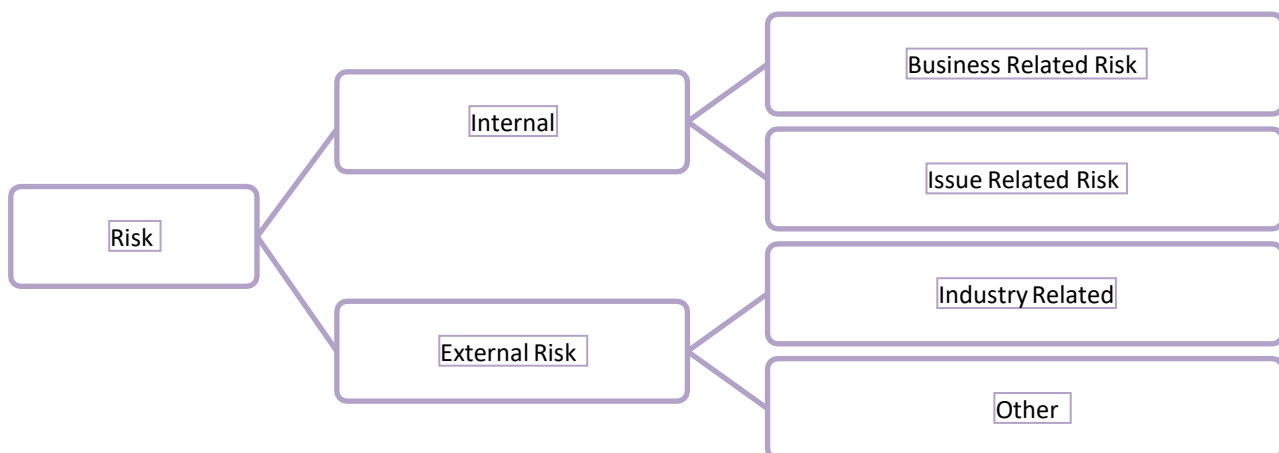 Business Related Risk
Internal
Issue Related Risk
Risk
Industry Related
External Risk
Other